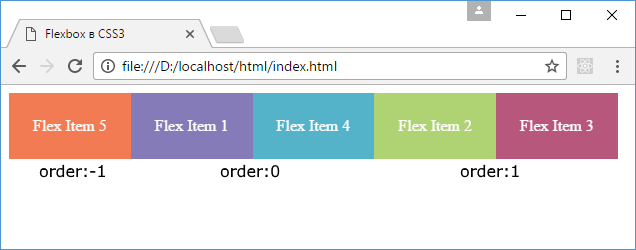 Flexbox в CSS3
file:///D:/localhost/html/index.html
Flex Item 5 Flex Item 1 Flex Item 4 Flex Item 2 Flex Item 3
order:-1 order:0 order:1